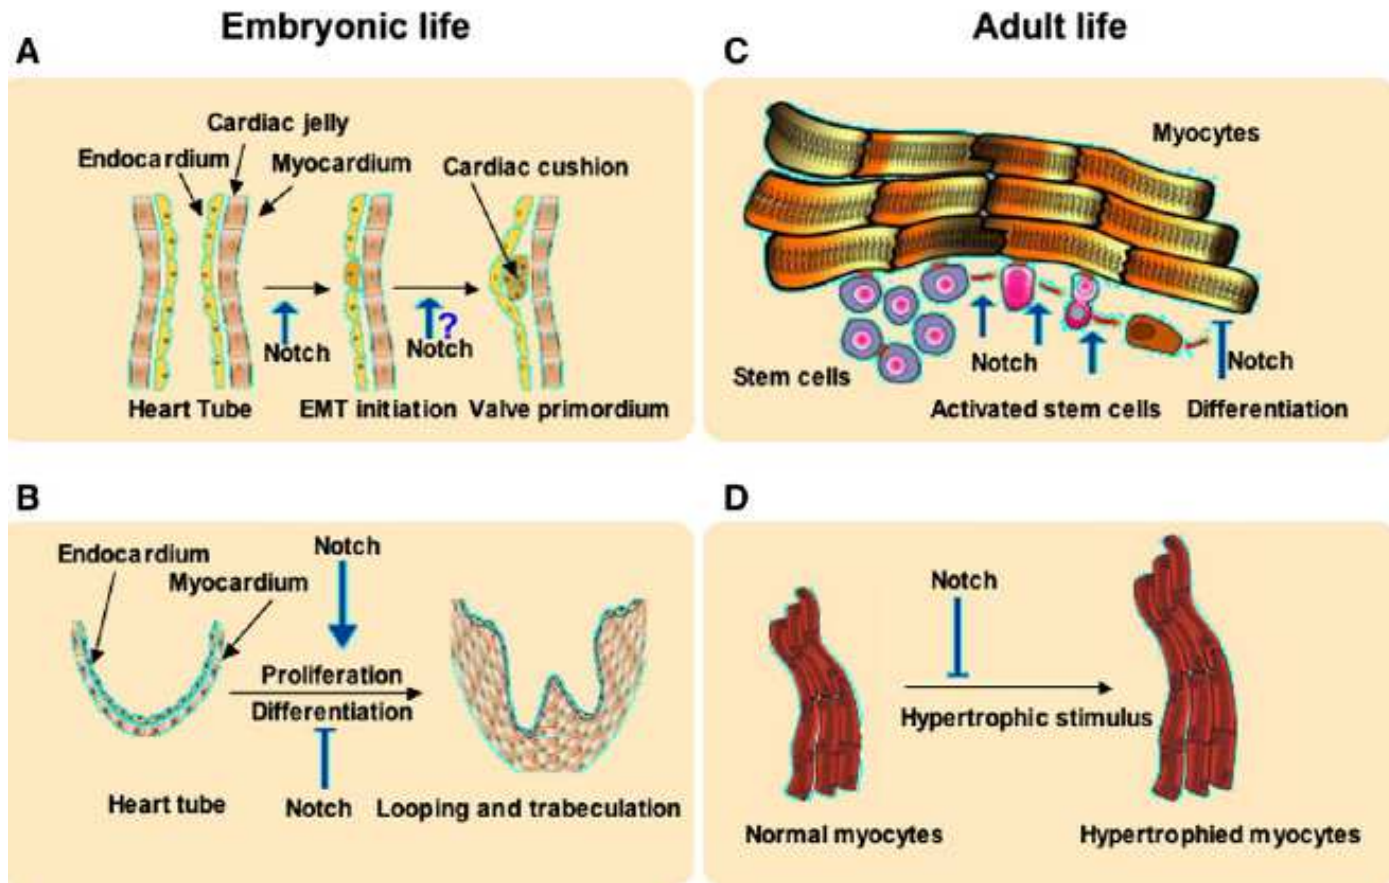 Embryonic life
Adult life
A
Cardiac jelly
Endocardium
Myocardium
Cardiac cushion
Notch
?
Notch
Heart Tube
EMT initiation
Valve primordium
C
Myocytes
Stem cells
Notch
Notch
Activated stem cells
Differentiation
B
Endocardium
Myocardium
Notch
Proliferation
Differentiation
Heart tube
Notch
Looping and trabeculation
D
Notch
Hypertrophic stimulus
Normal myocytes
Hypertrophied myocytes